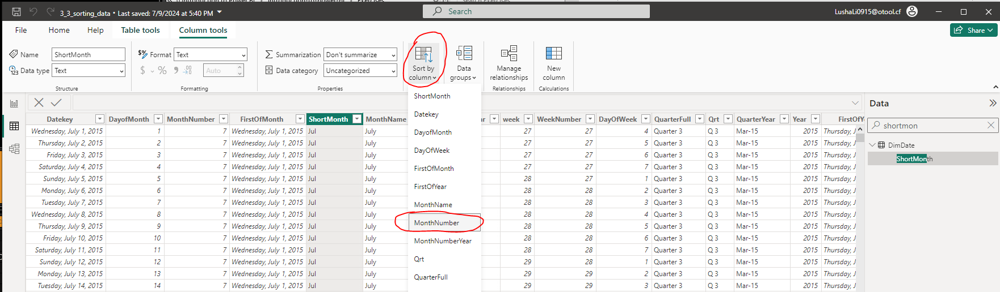 3_3_sorting_data • Last saved: 7/9/2024 at 5:40 PM
Search
LushaLi0915@otool.cf
File Home Help Table tools Column tools
Share
Name ShortMonth
Data type Text
Structure
Format Text
$ % Auto
Formatting
Summarization Don't summarize
Data category Uncategorized
Properties
Sort by column
Data groups
Manage relationships
Relationships
New column
Calculations
ShortMonth
Datekey
DayofMonth
DayOfWeek
FirstOfMonth
FirstOfYear
MonthName
MonthNumber
MonthNumberYear
Qrt
QuarterFull
Data
shortmon
DimDate
ShortMonth
Datekey DayofMonth MonthNumber FirstOfMonth ShortMonth MonthName week WeekNumber DayOfWeek QuarterFull Qrt QuarterYear Year FirstOfYe
Wednesday, July 1, 2015 1 7 Wednesday, July 1, 2015 Jul July 27 27 4 Quarter 3 Q 3 Mar-15 2015 Thursday, J
Thursday, July 2, 2015 2 7 Wednesday, July 1, 2015 Jul July 27 27 5 Quarter 3 Q 3 Mar-15 2015 Thursday, J
Friday, July 3, 2015 3 7 Wednesday, July 1, 2015 Jul July 27 27 6 Quarter 3 Q 3 Mar-15 2015 Thursday, J
Saturday, July 4, 2015 4 7 Wednesday, July 1, 2015 Jul July 27 27 7 Quarter 3 Q 3 Mar-15 2015 Thursday, J
Sunday, July 5, 2015 5 7 Wednesday, July 1, 2015 Jul July 28 27 1 Quarter 3 Q 3 Mar-15 2015 Thursday, J
Monday, July 6, 2015 6 7 Wednesday, July 1, 2015 Jul July 28 28 2 Quarter 3 Q 3 Mar-15 2015 Thursday, J
Tuesday, July 7, 2015 7 7 Wednesday, July 1, 2015 Jul July 28 28 3 Quarter 3 Q 3 Mar-15 2015 Thursday, J
Wednesday, July 8, 2015 8 7 Wednesday, July 1, 2015 Jul July 28 28 4 Quarter 3 Q 3 Mar-15 2015 Thursday, J
Thursday, July 9, 2015 9 7 Wednesday, July 1, 2015 Jul July 28 28 5 Quarter 3 Q 3 Mar-15 2015 Thursday, J
Friday, July 10, 2015 10 7 Wednesday, July 1, 2015 Jul July 28 28 6 Quarter 3 Q 3 Mar-15 2015 Thursday, J
Saturday, July 11, 2015 11 7 Wednesday, July 1, 2015 Jul July 28 28 7 Quarter 3 Q 3 Mar-15 2015 Thursday, J
Sunday, July 12, 2015 12 7 Wednesday, July 1, 2015 Jul July 29 28 1 Quarter 3 Q 3 Mar-15 2015 Thursday, J
Monday, July 13, 2015 13 7 Wednesday, July 1, 2015 Jul July 29 29 2 Quarter 3 Q 3 Mar-15 2015 Thursday, J
Tuesday, July 14, 2015 14 7 Wednesday, July 1, 2015 Jul July 29 29 3 Quarter 3 Q 3 Mar-15 2015 Thursday, J